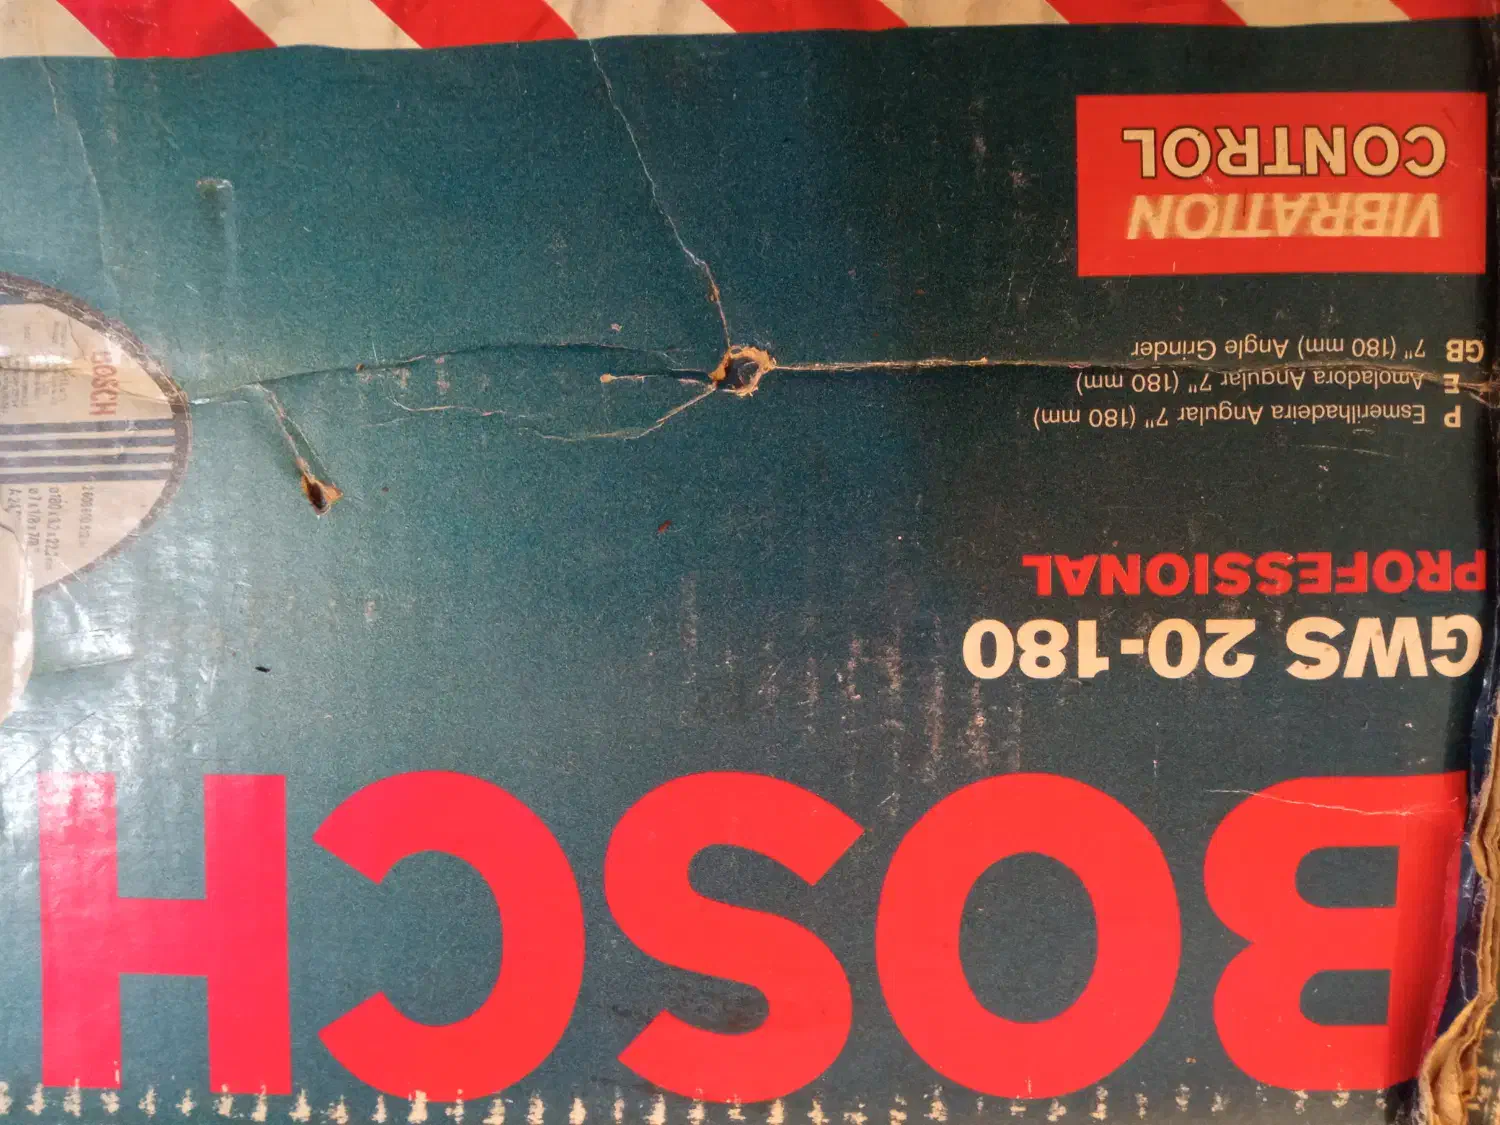 BOSCH
GWS 20-180
PROFESSIONAL
P Esmerilhadeira Angular 7" (180 mm)
E Amoladora Angular 7" (180 mm)
GB 7" (180 mm) Angle Grinder
VIBRATION
CONTROL
BOSCH